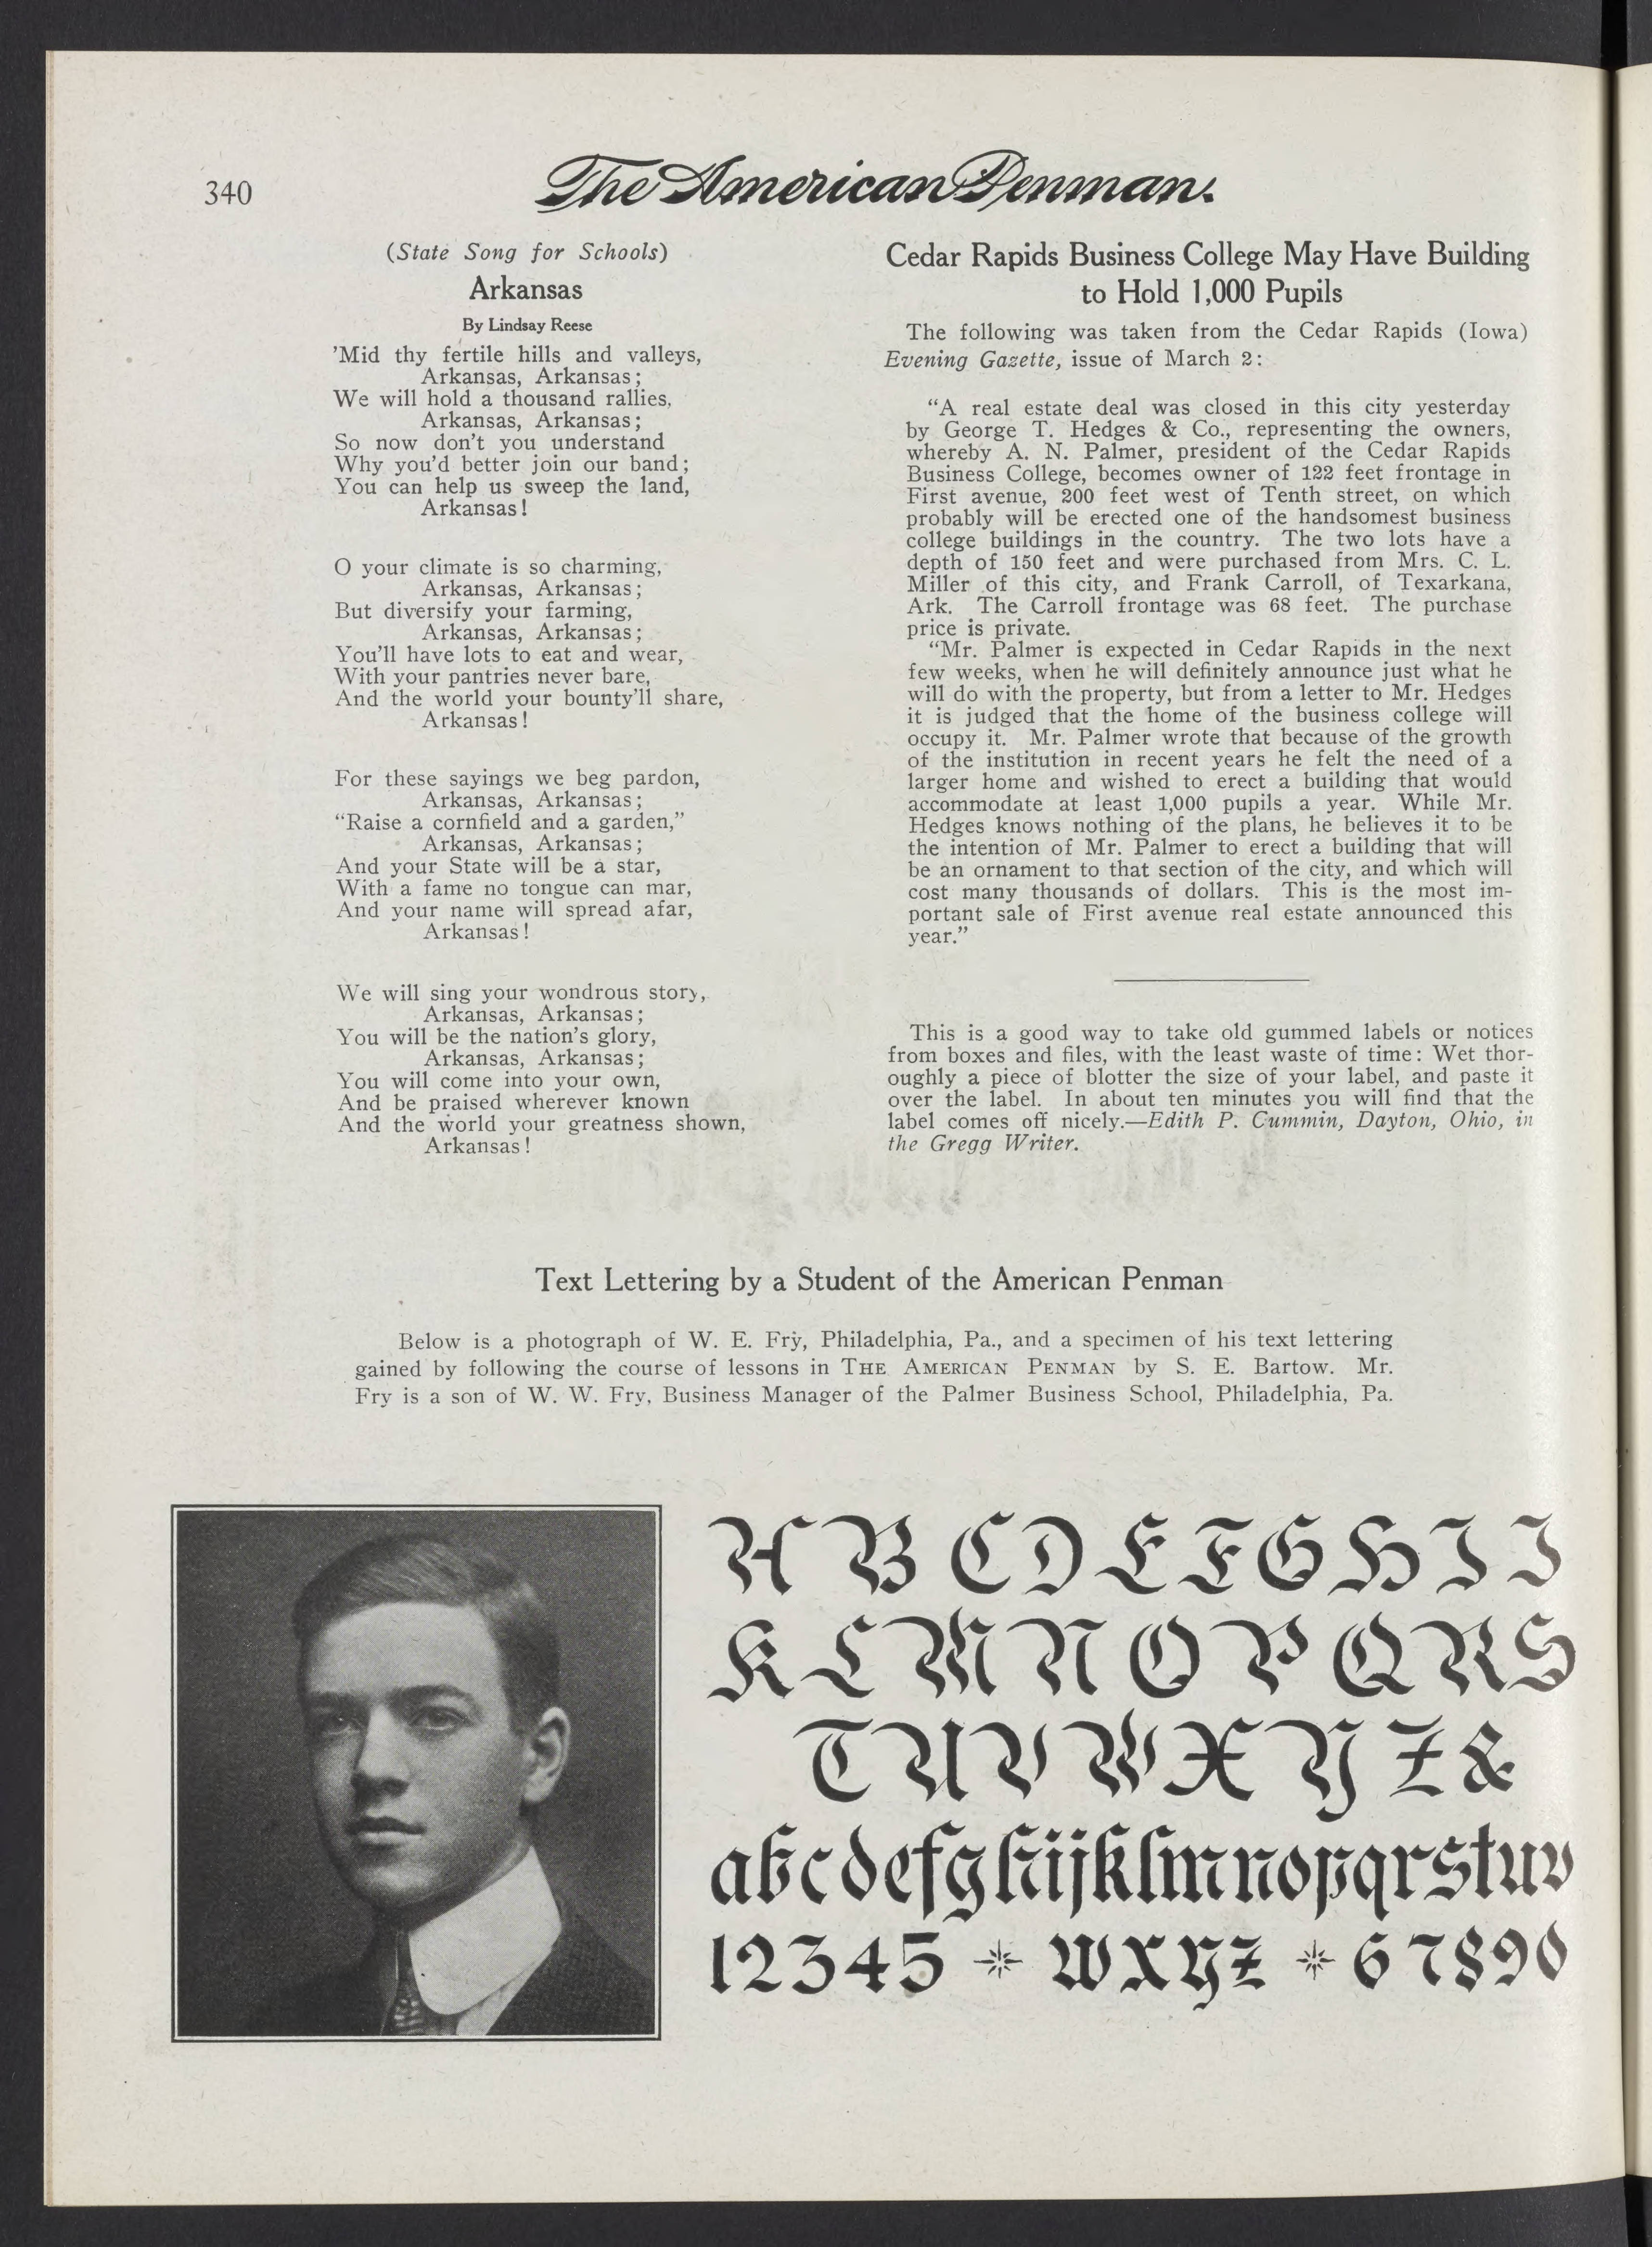 340
The American Penman.
(State Song for Schools)
Arkansas
By Lindsay Reese
'Mid thy fertile hills and valleys,
Arkansas, Arkansas;
We will hold a thousand rallies,
Arkansas, Arkansas;
So now don't you understand
Why you'd better join our band;
You can help us sweep the land,
Arkansas!
O your climate is so charming,
Arkansas, Arkansas;
But diversify your farming,
Arkansas, Arkansas;
You'll have lots to eat and wear,
With your pantries never bare,
And the world your bounty'll share,
Arkansas!
For these sayings we beg pardon,
Arkansas, Arkansas;
"Raise a cornfield and a garden,"
Arkansas, Arkansas;
And your State will be a star,
With a fame no tongue can mar,
And your name will spread afar,
Arkansas!
We will sing your wondrous story,
Arkansas, Arkansas;
You will be the nation's glory,
Arkansas, Arkansas;
You will come into your own,
And be praised wherever known
And the world your greatness shown,
Arkansas!
Cedar Rapids Business College May Have Building
to Hold 1,000 Pupils
The following was taken from the Cedar Rapids (Iowa)
Evening Gazette, issue of March 2:
"A real estate deal was closed in this city yesterday
by George T. Hedges & Co., representing the owners,
whereby A. N. Palmer, president of the Cedar Rapids
Business College, becomes owner of 122 feet frontage in
First avenue, 200 feet west of Tenth street, on which
probably will be erected one of the handsomest business
college buildings in the country. The two lots have a
depth of 150 feet and were purchased from Mrs. C. L.
Miller of this city, and Frank Carroll, of Texarkana,
Ark. The Carroll frontage was 68 feet. The purchase
price is private.
"Mr. Palmer is expected in Cedar Rapids in the next
few weeks, when he will definitely announce just what he
will do with the property, but from a letter to Mr. Hedges
it is judged that the home of the business college will
occupy it. Mr. Palmer wrote that because of the growth
of the institution in recent years he felt the need of a
larger home and wished to erect a building that would
accommodate at least 1,000 pupils a year. While Mr.
Hedges knows nothing of the plans, he believes it to be
the intention of Mr. Palmer to erect a building that will
be an ornament to that section of the city, and which will
cost many thousands of dollars. This is the most im-
portant sale of First avenue real estate announced this
year."
This is a good way to take old gummed labels or notices
from boxes and files, with the least waste of time: Wet thor-
oughly a piece of blotter the size of your label, and paste it
over the label. In about ten minutes you will find that the
label comes off nicely.—Edith P. Cummin, Dayton, Ohio, in
the Gregg Writer.
Text Lettering by a Student of the American Penman
Below is a photograph of W. E. Fry, Philadelphia, Pa., and a specimen of his text lettering
gained by following the course of lessons in THE AMERICAN PENMAN by S. E. Bartow. Mr.
Fry is a son of W. W. Fry, Business Manager of the Palmer Business School, Philadelphia, Pa.
A B C D E F G H I J
K L M N O P Q R S
T U V W X Y Z &
a b c d e f g h i j k l m n o p q r s t u v
1 2 3 4 5 * W X Y Z * 6 7 8 9 0